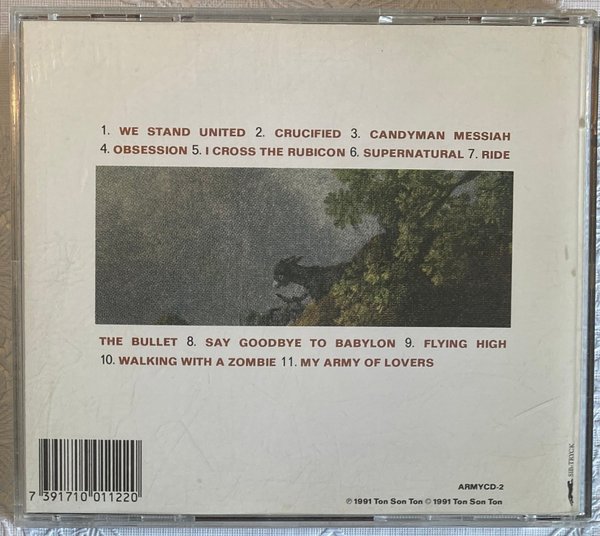 1. WE STAND UNITED 2. CRUCIFIED 3. CANDYMAN MESSIAH
4. OBSESSION 5. I CROSS THE RUBICON 6. SUPERNATURAL 7. RIDE
THE BULLET 8. SAY GOODBYE TO BABYLON 9. FLYING HIGH
10. WALKING WITH A ZOMBIE 11. MY ARMY OF LOVERS
7 391710 011220
ARMYCD-2
℗ 1991 Ton Son Ton © 1991 Ton Son Ton
SIB-TRYCK